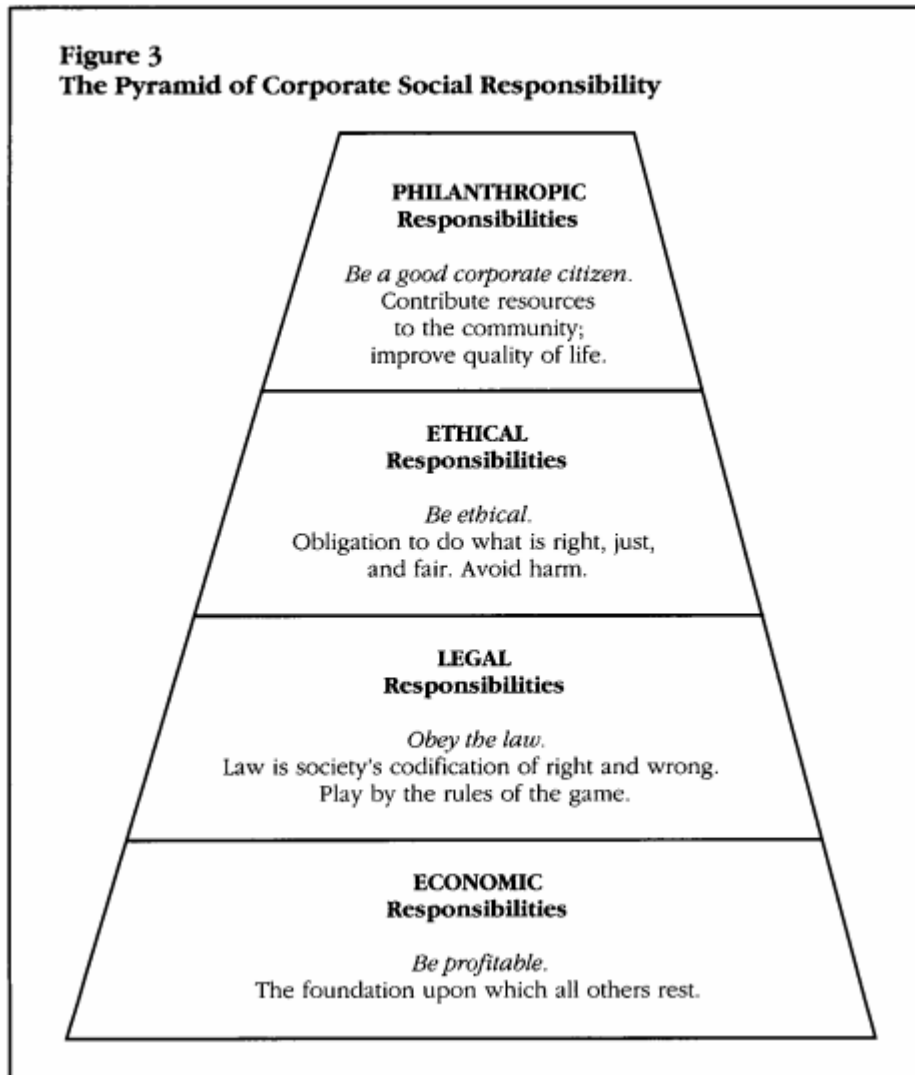 Figure 3
The Pyramid of Corporate Social Responsibility
PHILANTHROPIC
Responsibilities
Be a good corporate citizen.
Contribute resources
to the community;
improve quality of life.
ETHICAL
Responsibilities
Be ethical.
Obligation to do what is right, just,
and fair. Avoid harm.
LEGAL
Responsibilities
Obey the law.
Law is society's codification of right and wrong.
Play by the rules of the game.
ECONOMIC
Responsibilities
Be profitable.
The foundation upon which all others rest.